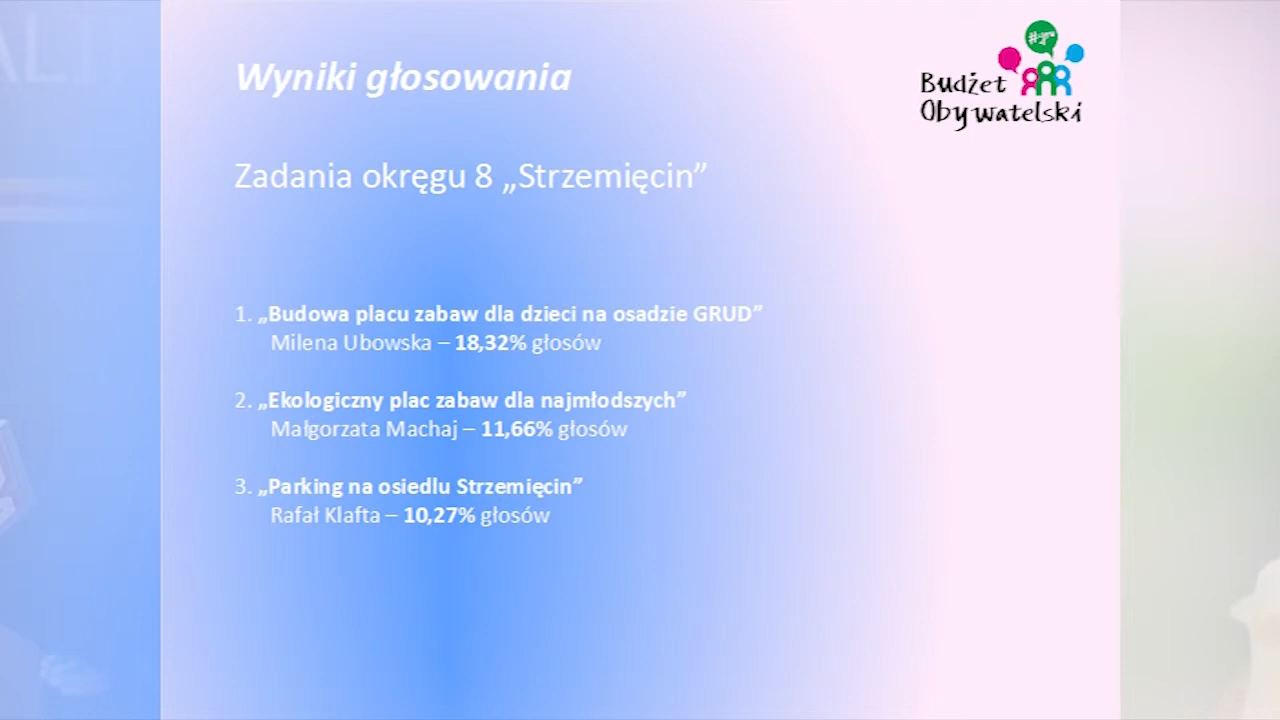 Wyniki głosowania
#gru
Budżet
Obywatelski
Zadania okręgu 8 „Strzemięcin”
1. „Budowa placu zabaw dla dzieci na osadzie GRUD”
Milena Ubowska – 18,32% głosów
2. „Ekologiczny plac zabaw dla najmłodszych”
Małgorzata Machaj – 11,66% głosów
3. „Parking na osiedlu Strzemięcin”
Rafał Klafta – 10,27% głosów